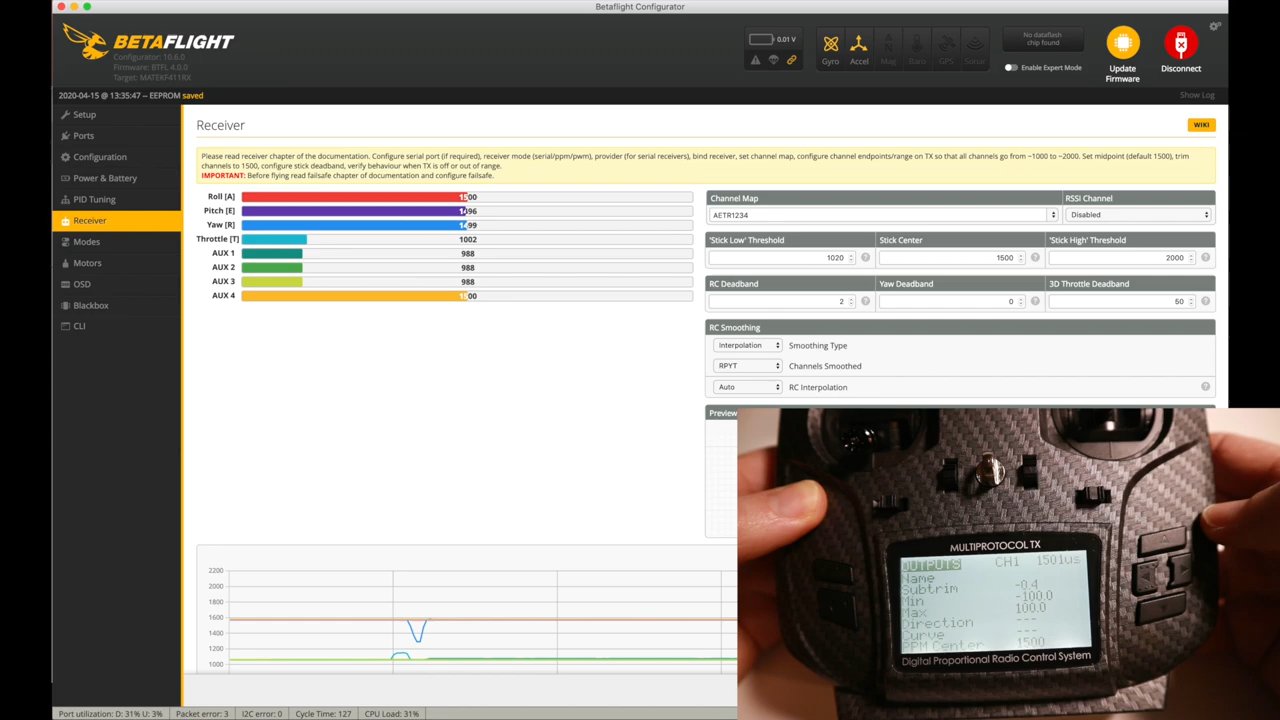 Betaflight Configurator
BETAFLIGHT
Configurator: 10.6.0
Firmware: BTFL 4.0.0
Target: MATEKF411RX
0.01 V
Gyro
Accel
Mag
Baro
GPS
Sonar
No dataflash
chip found
Enable Expert Mode
Update
Firmware
Disconnect
2020-04-15 @ 13:35:47 -- EEPROM saved
Show Log
Setup
Ports
Configuration
Power & Battery
PID Tuning
Receiver
Modes
Motors
OSD
Blackbox
CLI
Receiver
WIKI
Please read receiver chapter of the documentation. Configure serial port (if required), receiver mode (serial/ppm/pwm), provider (for serial receivers), bind receiver, set channel map, configure channel endpoints/range on TX so that all channels go from ~1000 to ~2000. Set midpoint (default 1500), trim
channels to 1500, configure stick deadband, verify behaviour when TX is off or out of range.
IMPORTANT: Before flying read failsafe chapter of documentation and configure failsafe.
Roll [A] 1500
Pitch [E] 1496
Yaw [R] 1499
Throttle [T] 1002
AUX 1 988
AUX 2 988
AUX 3 988
AUX 4 1500
Channel Map
RSSI Channel
AETR1234
Disabled
'Stick Low' Threshold
Stick Center
'Stick High' Threshold
1020
1500
2000
RC Deadband
Yaw Deadband
3D Throttle Deadband
2
0
50
RC Smoothing
Interpolation Smoothing Type
RPYT Channels Smoothed
Auto RC Interpolation
Preview
2200
2000
1800
1600
1400
1200
1000
MULTIPROTOCOL TX
OUTPUTS CH1 1501us
Name
Subtrim -0.4
Min -100.0
Max 100.0
Direction ---
Curve ---
PPM Center 1500
Digital Proportional Radio Control System
Port utilization: D: 31% U: 3%
Packet error: 3
I2C error: 0
Cycle Time: 127
CPU Load: 31%